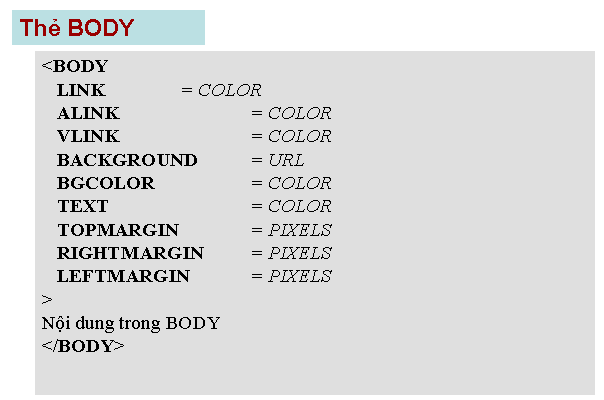 Thẻ BODY
<BODY
LINK = COLOR
ALINK = COLOR
VLINK = COLOR
BACKGROUND = URL
BGCOLOR = COLOR
TEXT = COLOR
TOPMARGIN = PIXELS
RIGHTMARGIN = PIXELS
LEFTMARGIN = PIXELS
>
Nội dung trong BODY
</BODY>